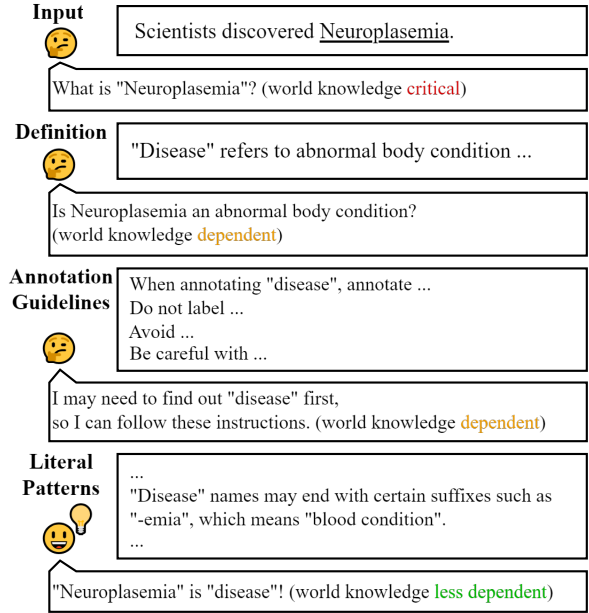 Input
Scientists discovered Neuroplasemia.
What is "Neuroplasemia"? (world knowledge critical)
Definition
"Disease" refers to abnormal body condition ...
Is Neuroplasemia an abnormal body condition?
(world knowledge dependent)
Annotation
Guidelines
When annotating "disease", annotate ...
Do not label ...
Avoid ...
Be careful with ...
I may need to find out "disease" first,
so I can follow these instructions. (world knowledge dependent)
Literal
Patterns
...
"Disease" names may end with certain suffixes such as
"-emia", which means "blood condition".
...
"Neuroplasemia" is "disease"! (world knowledge less dependent)